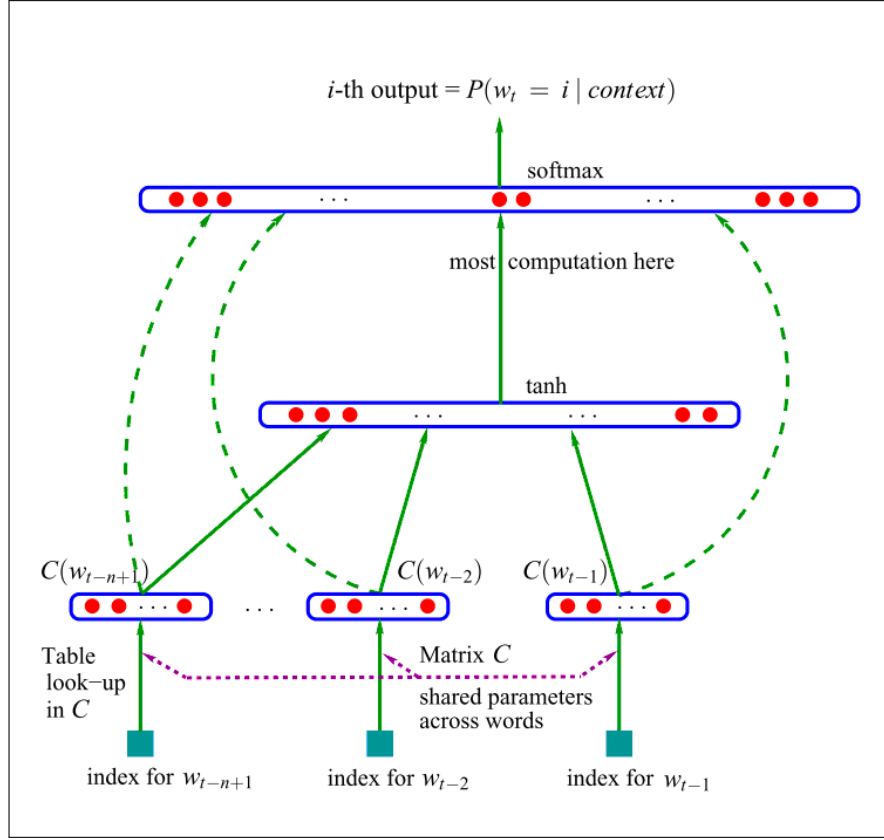 i-th output = P(w_t = i | context)
softmax
. . . . . .
most computation here
tanh
. . . . . .
C(w_{t−n+1}) C(w_{t−2}) C(w_{t−1})
. . . . . . . . . . . .
Table
look−up
in C
Matrix C
shared parameters
across words
index for w_{t−n+1} index for w_{t−2} index for w_{t−1}